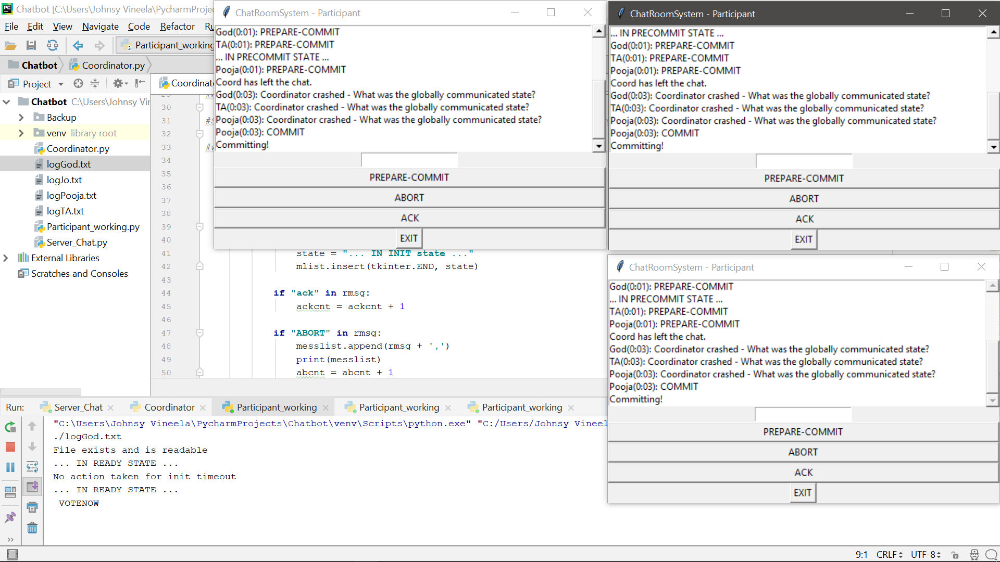 Chatbot [C:\Users\Johnsy Vineela\PycharmProje
File Edit View Navigate Code Refactor
Participant_working
Chatbot Coordinator.py
Project
Chatbot C:\Users\Johnsy Vir
Backup
venv library root
Coordinator.py
logGod.txt
logJo.txt
logPooja.txt
logTA.txt
Participant_working.py
Server_Chat.py
External Libraries
Scratches and Consoles
Coordinato
30
31
32
33
34
35
36
37
38
39
40
41 state = "... IN INIT state ..."
42 mlist.insert(tkinter.END, state)
43
44 if "ack" in rmsg:
45 ackcnt = ackcnt + 1
46
47 if "ABORT" in rmsg:
48 messlist.append(rmsg + ',')
49 print(messlist)
50 abcnt = abcnt + 1
ChatRoomSystem - Participant
God(0:01): PREPARE-COMMIT
TA(0:01): PREPARE-COMMIT
... IN PRECOMMIT STATE ...
Pooja(0:01): PREPARE-COMMIT
Coord has left the chat.
God(0:03): Coordinator crashed - What was the globally communicated state?
TA(0:03): Coordinator crashed - What was the globally communicated state?
Pooja(0:03): Coordinator crashed - What was the globally communicated state?
Pooja(0:03): COMMIT
Committing!
PREPARE-COMMIT
ABORT
ACK
EXIT
ChatRoomSystem - Participant
... IN PRECOMMIT STATE ...
God(0:01): PREPARE-COMMIT
TA(0:01): PREPARE-COMMIT
Pooja(0:01): PREPARE-COMMIT
Coord has left the chat.
God(0:03): Coordinator crashed - What was the globally communicated state?
TA(0:03): Coordinator crashed - What was the globally communicated state?
Pooja(0:03): Coordinator crashed - What was the globally communicated state?
Pooja(0:03): COMMIT
Committing!
PREPARE-COMMIT
ABORT
ACK
EXIT
ChatRoomSystem - Participant
God(0:01): PREPARE-COMMIT
... IN PRECOMMIT STATE ...
TA(0:01): PREPARE-COMMIT
Pooja(0:01): PREPARE-COMMIT
Coord has left the chat.
God(0:03): Coordinator crashed - What was the globally communicated state?
TA(0:03): Coordinator crashed - What was the globally communicated state?
Pooja(0:03): Coordinator crashed - What was the globally communicated state?
Pooja(0:03): COMMIT
Committing!
PREPARE-COMMIT
ABORT
ACK
EXIT
Run: Server_Chat Coordinator Participant_working Participant_working Participant_working
"C:\Users\Johnsy Vineela\PycharmProjects\Chatbot\venv\Scripts\python.exe" "C:/Users/Johnsy Vineel
./logGod.txt
File exists and is readable
... IN READY STATE ...
No action taken for init timeout
... IN READY STATE ...
VOTENOW
9:1 CRLF UTF-8